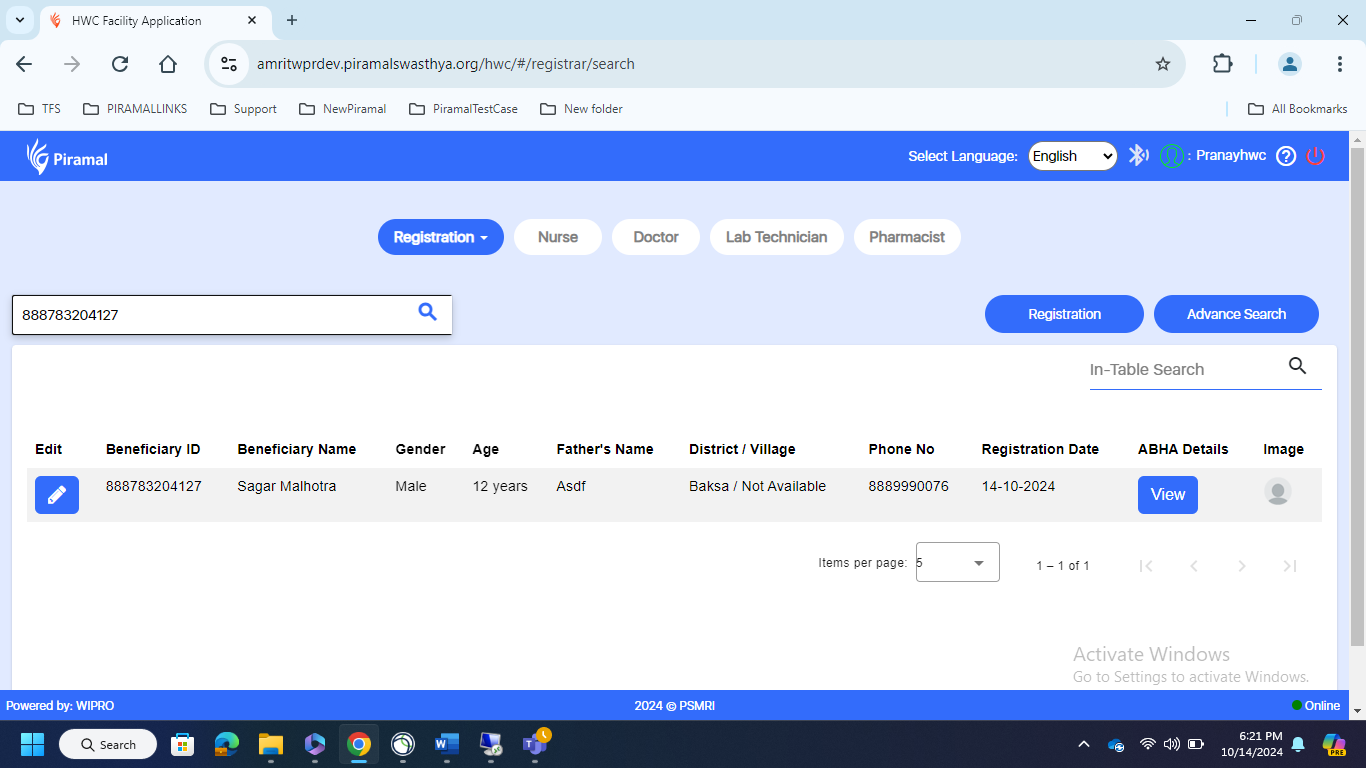 HWC Facility Application
amritwprdev.piramalswasthya.org/hwc/#/registrar/search
TFS PIRAMALLINKS Support NewPiramal PiramalTestCase New folder All Bookmarks
Piramal Select Language: English : Pranayhwc
Registration Nurse Doctor Lab Technician Pharmacist
888783204127 Registration Advance Search
In-Table Search
Edit Beneficiary ID Beneficiary Name Gender Age Father's Name District / Village Phone No Registration Date ABHA Details Image
888783204127 Sagar Malhotra Male 12 years Asdf Baksa / Not Available 8889990076 14-10-2024 View
Items per page: 5 1 – 1 of 1
Activate Windows
Go to Settings to activate Windows.
Powered by: WIPRO 2024 © PSMRI Online
Search 6:21 PM
10/14/2024
PRE